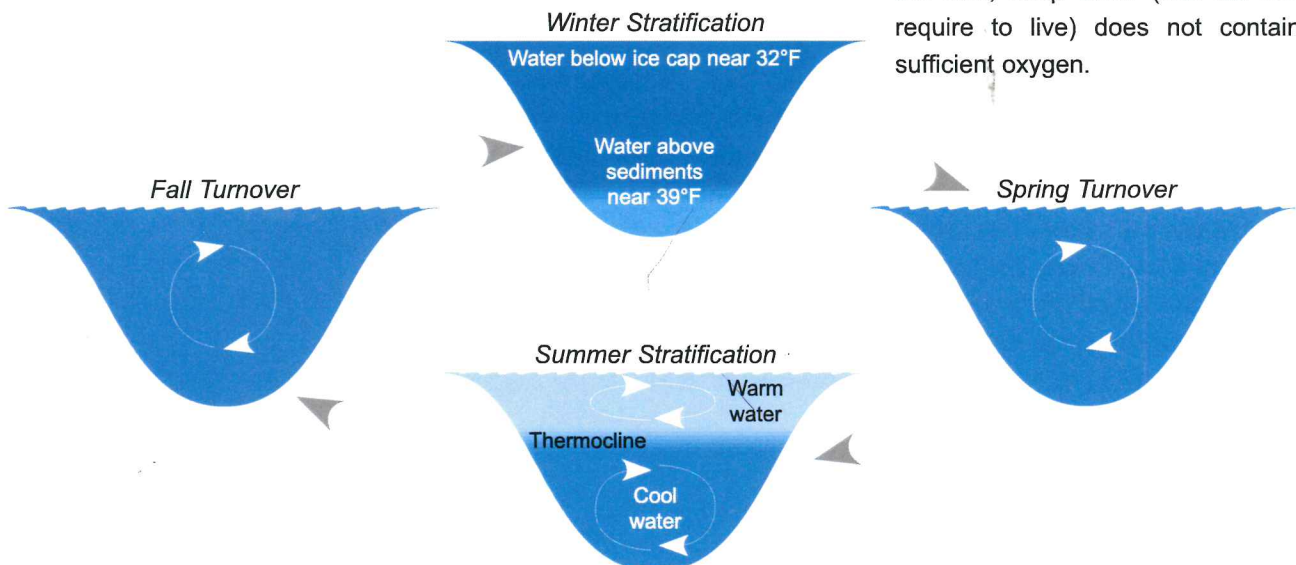 require to live) does not contain
sufficient oxygen.
Winter Stratification
Water below ice cap near 32°F
Water above
sediments
near 39°F
Fall Turnover
Spring Turnover
Summer Stratification
Warm
water
Thermocline
Cool
water